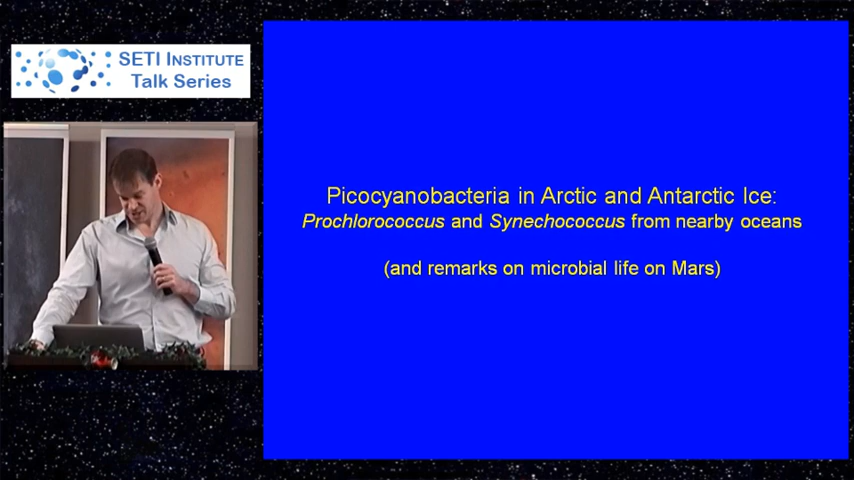 SETI INSTITUTE
Talk Series
Picocyanobacteria in Arctic and Antarctic Ice:
Prochlorococcus and Synechococcus from nearby oceans
(and remarks on microbial life on Mars)